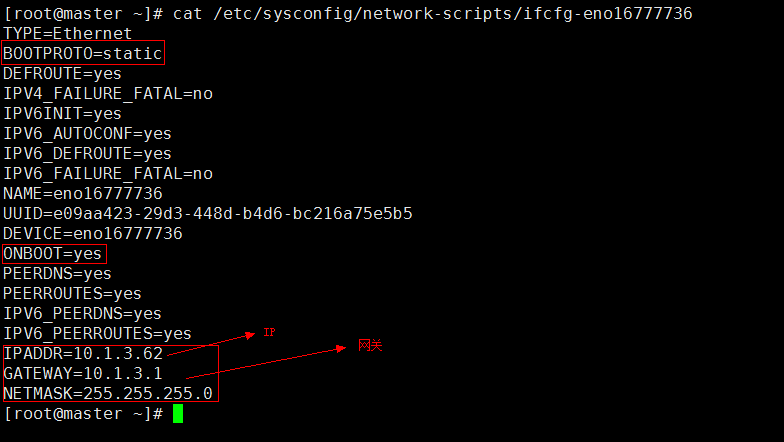 [root@master ~]# cat /etc/sysconfig/network-scripts/ifcfg-eno16777736
TYPE=Ethernet
BOOTPROTO=static
DEFROUTE=yes
IPV4_FAILURE_FATAL=no
IPV6INIT=yes
IPV6_AUTOCONF=yes
IPV6_DEFROUTE=yes
IPV6_FAILURE_FATAL=no
NAME=eno16777736
UUID=e09aa423-29d3-448d-b4d6-bc216a75e5b5
DEVICE=eno16777736
ONBOOT=yes
PEERDNS=yes
PEERROUTES=yes
IPV6_PEERDNS=yes
IPV6_PEERROUTES=yes
IP
IPADDR=10.1.3.62
网关
GATEWAY=10.1.3.1
NETMASK=255.255.255.0
[root@master ~]#